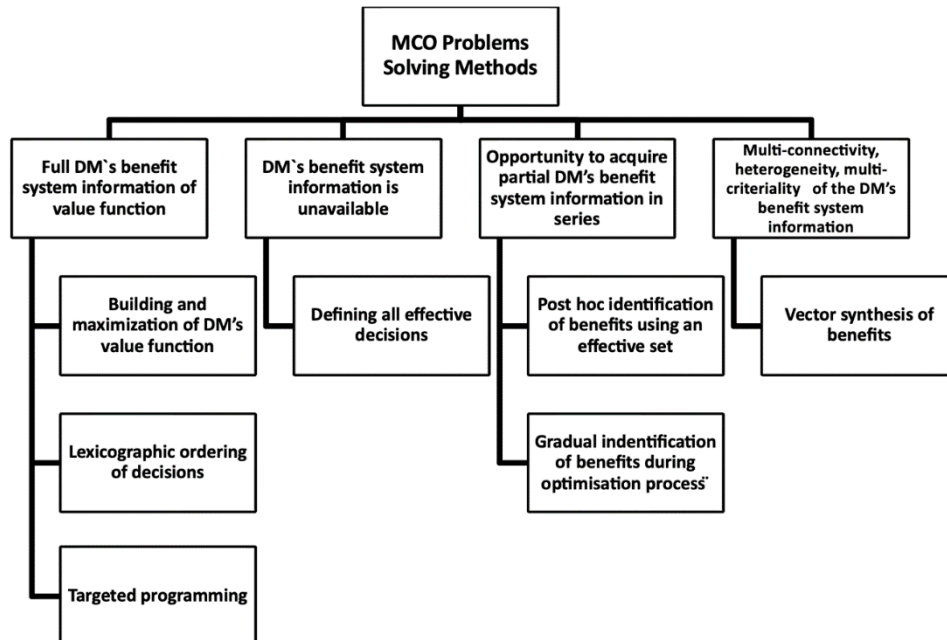 MCO Problems
Solving Methods
Full DM`s benefit
system information of
value function
DM`s benefit system
information is
unavailable
Opportunity to acquire
partial DM’s benefit
system information in
series
Multi-connectivity,
heterogeneity, multi-
criteriality of the DM’s
benefit system
information
Building and
maximization of DM’s
value function
Lexicographic ordering
of decisions
Targeted programming
Defining all effective
decisions
Post hoc identification
of benefits using an
effective set
Gradual indentification
of benefits during
optimisation process¨
Vector synthesis of
benefits